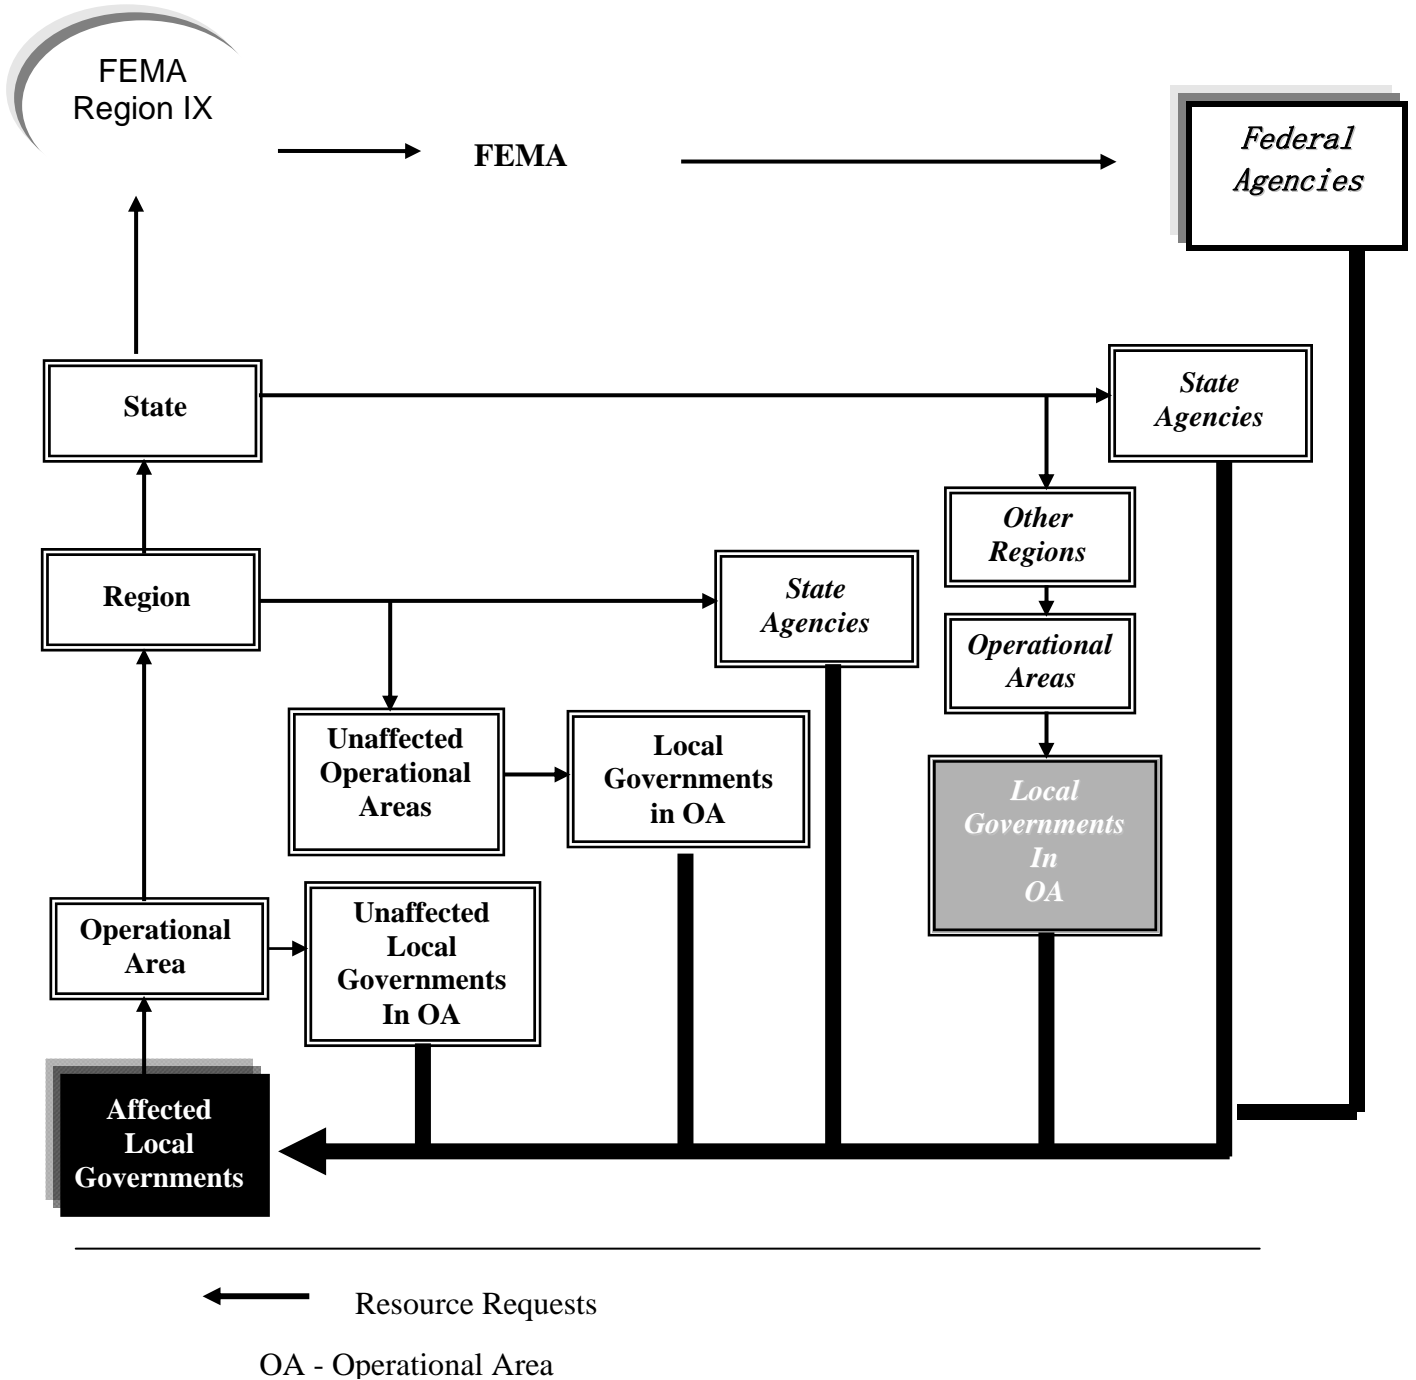 FEMA
Region IX
FEMA
Federal
Agencies
State
State
Agencies
Other
Regions
Region
State
Agencies
Operational
Areas
Unaffected
Operational
Areas
Local
Governments
in OA
Local
Governments
In
OA
Operational
Area
Unaffected
Local
Governments
In OA
Affected
Local
Governments
Resource Requests
OA - Operational Area